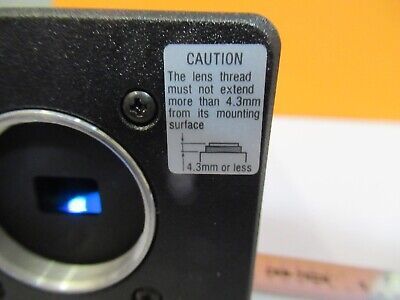 CAUTION
The lens thread
must not extend
more than 4.3mm
from its mounting
surface
4.3mm or less